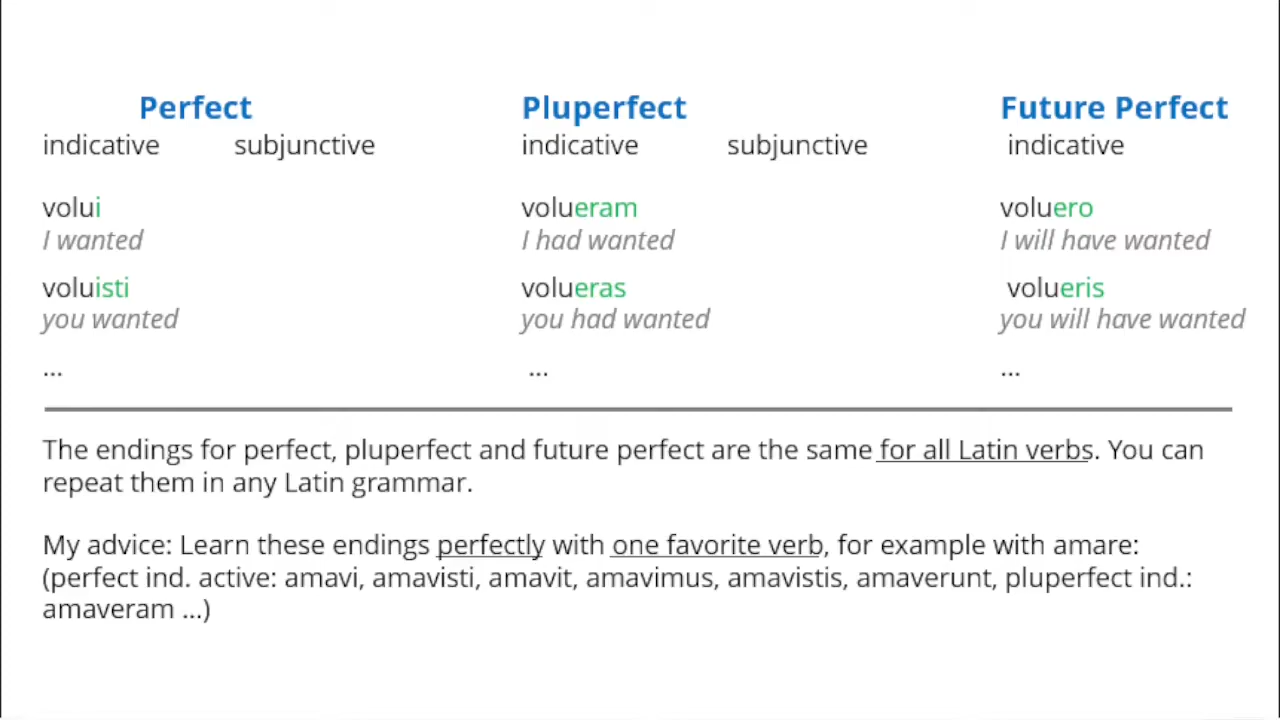 Perfect Pluperfect Future Perfect
indicative subjunctive indicative subjunctive indicative
volui volueram voluero
I wanted I had wanted I will have wanted
voluisti volueras volueris
you wanted you had wanted you will have wanted
... ... ...
The endings for perfect, pluperfect and future perfect are the same for all Latin verbs. You can
repeat them in any Latin grammar.
My advice: Learn these endings perfectly with one favorite verb, for example with amare:
(perfect ind. active: amavi, amavisti, amavit, amavimus, amavistis, amaverunt, pluperfect ind.:
amaveram ...)